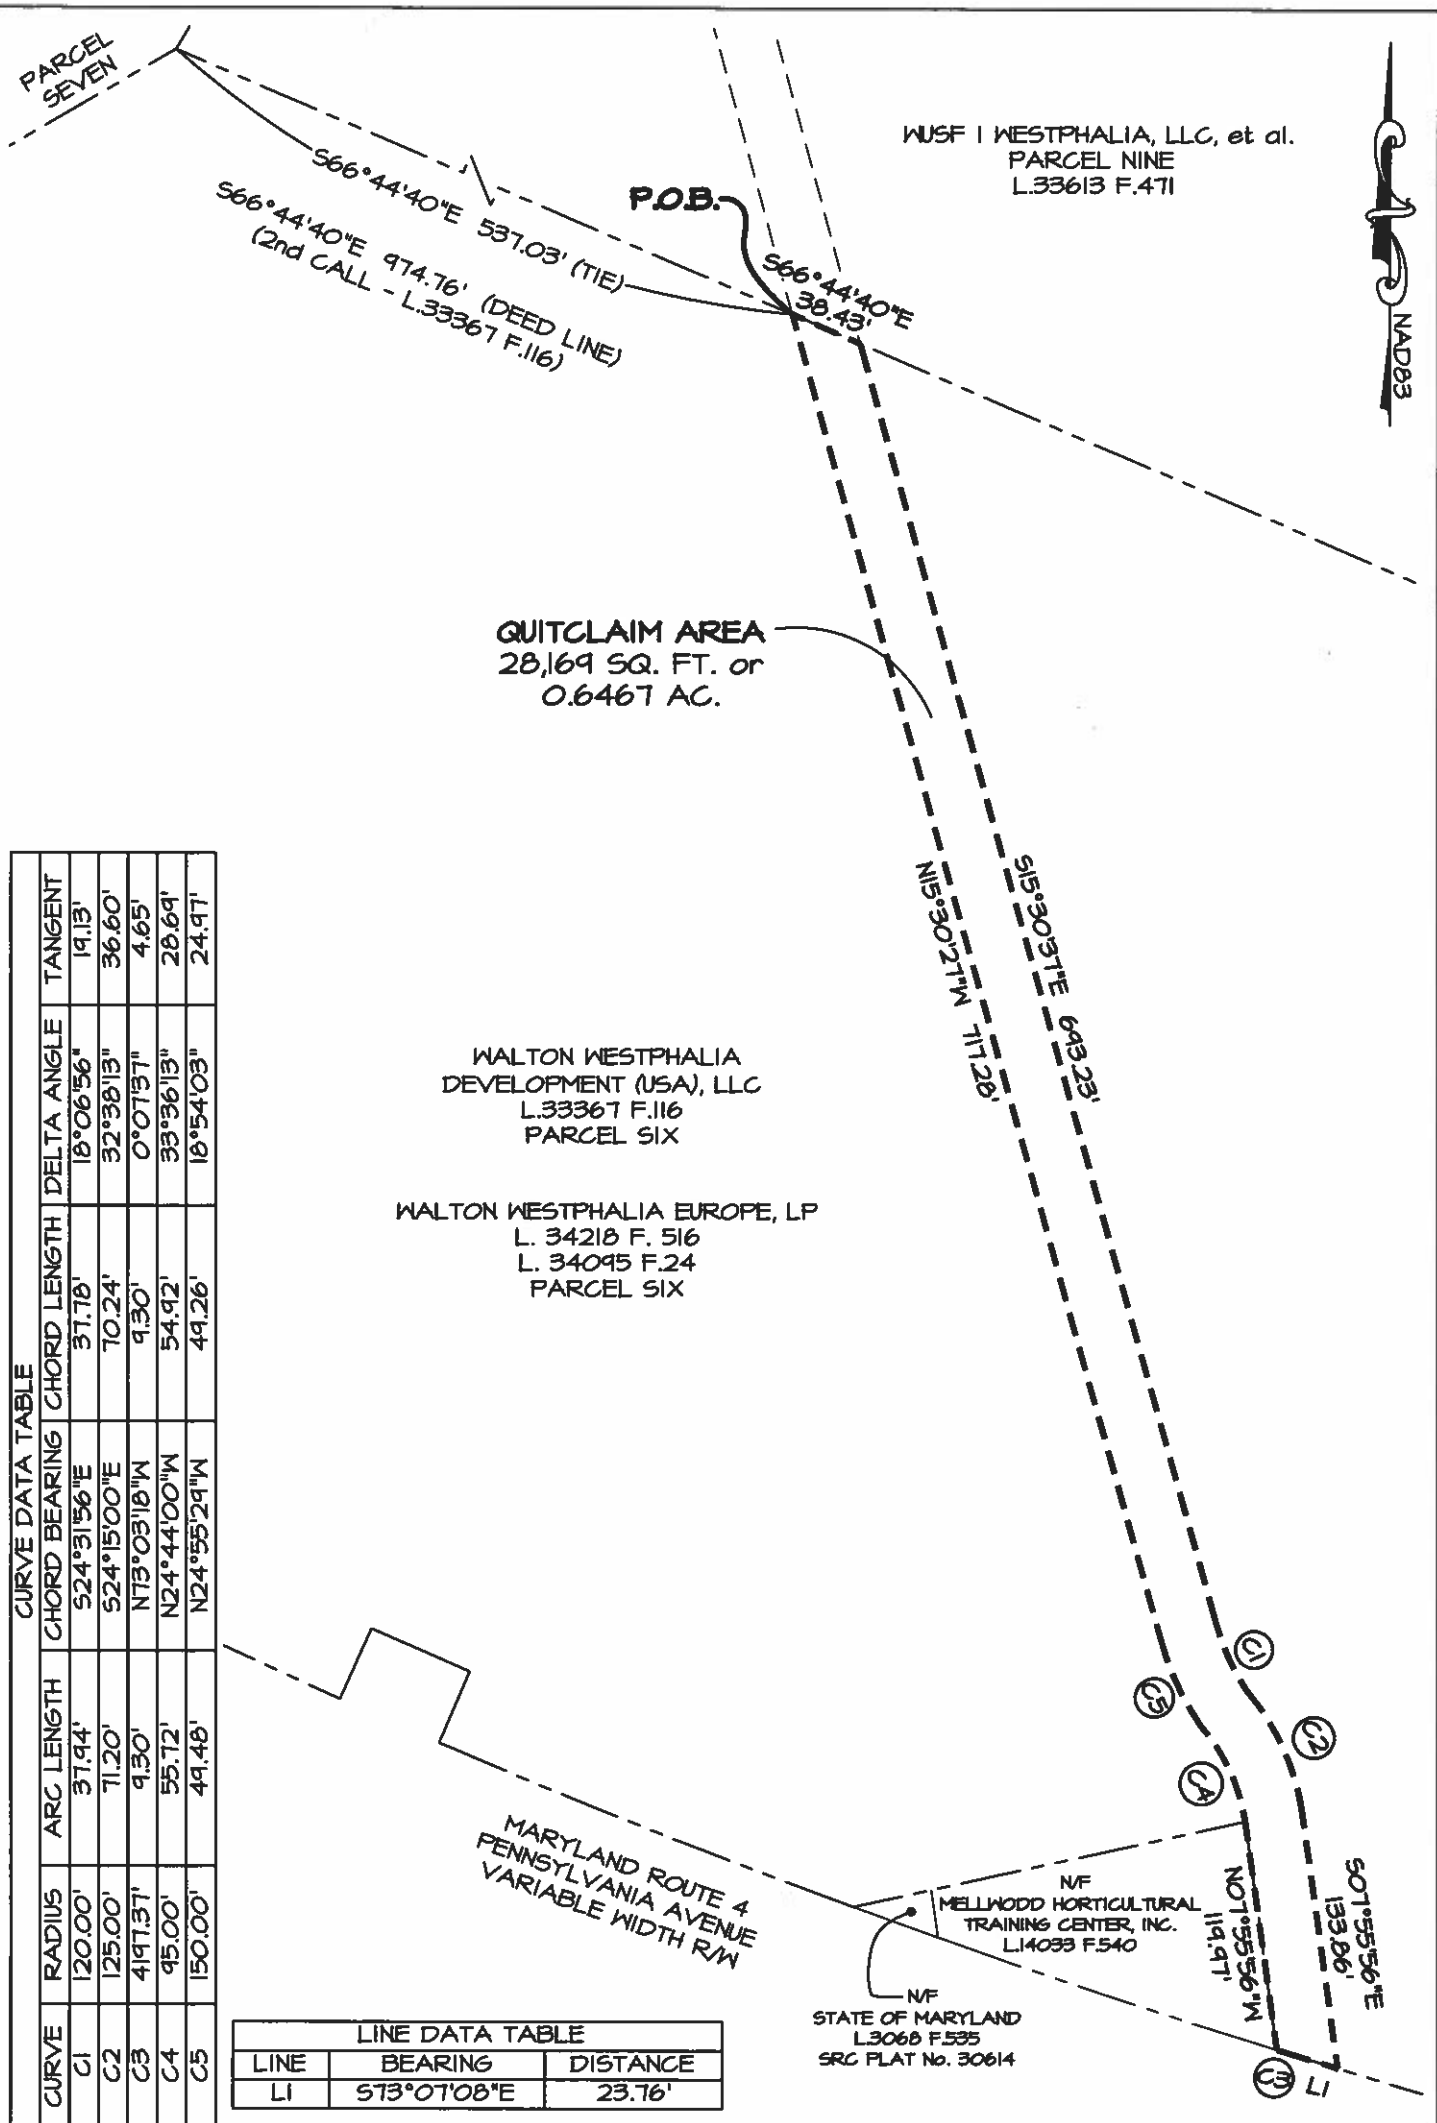 PARCEL
SEVEN
S66°44'40"E 537.03' (TIE)
S66°44'40"E 974.76' (DEED LINE)
(2nd CALL - L.33367 F.116)
P.O.B.
S66°44'40"E
38.43'
WUSF 1 WESTPHALIA, LLC, et al.
PARCEL NINE
L.33613 F.471
NAD83
QUITCLAIM AREA
28,169 SQ. FT. or
0.6467 AC.
N15°30'27"W 717.28'
S15°30'37"E 693.23'
WALTON WESTPHALIA
DEVELOPMENT (USA), LLC
L.33367 F.116
PARCEL SIX
WALTON WESTPHALIA EUROPE, LP
L. 34218 F. 516
L. 34095 F.24
PARCEL SIX
CURVE DATA TABLE
CURVE RADIUS ARC LENGTH CHORD BEARING CHORD LENGTH DELTA ANGLE TANGENT
C1 120.00' 37.94' S24°31'56"E 37.78' 18°06'56" 19.13'
C2 125.00' 71.20' S24°15'00"E 70.24' 32°38'13" 36.60'
C3 4197.37' 9.30' N73°03'18"W 9.30' 0°07'37" 4.65'
C4 95.00' 55.72' N24°44'00"W 54.92' 33°36'13" 28.69'
C5 150.00' 49.48' N24°55'29"W 49.26' 18°54'03" 24.97'
C1
C5
C2
C4
MARYLAND ROUTE 4
PENNSYLVANIA AVENUE
VARIABLE WIDTH R/W
N/F
MELLWODD HORTICULTURAL
TRAINING CENTER, INC.
L.14033 F.540
N07°55'56"W
119.97'
S07°55'56"E
133.86'
N/F
STATE OF MARYLAND
L.3068 F.535
SRC PLAT No. 30614
C3
L1
LINE DATA TABLE
LINE BEARING DISTANCE
L1 S73°07'08"E 23.76'